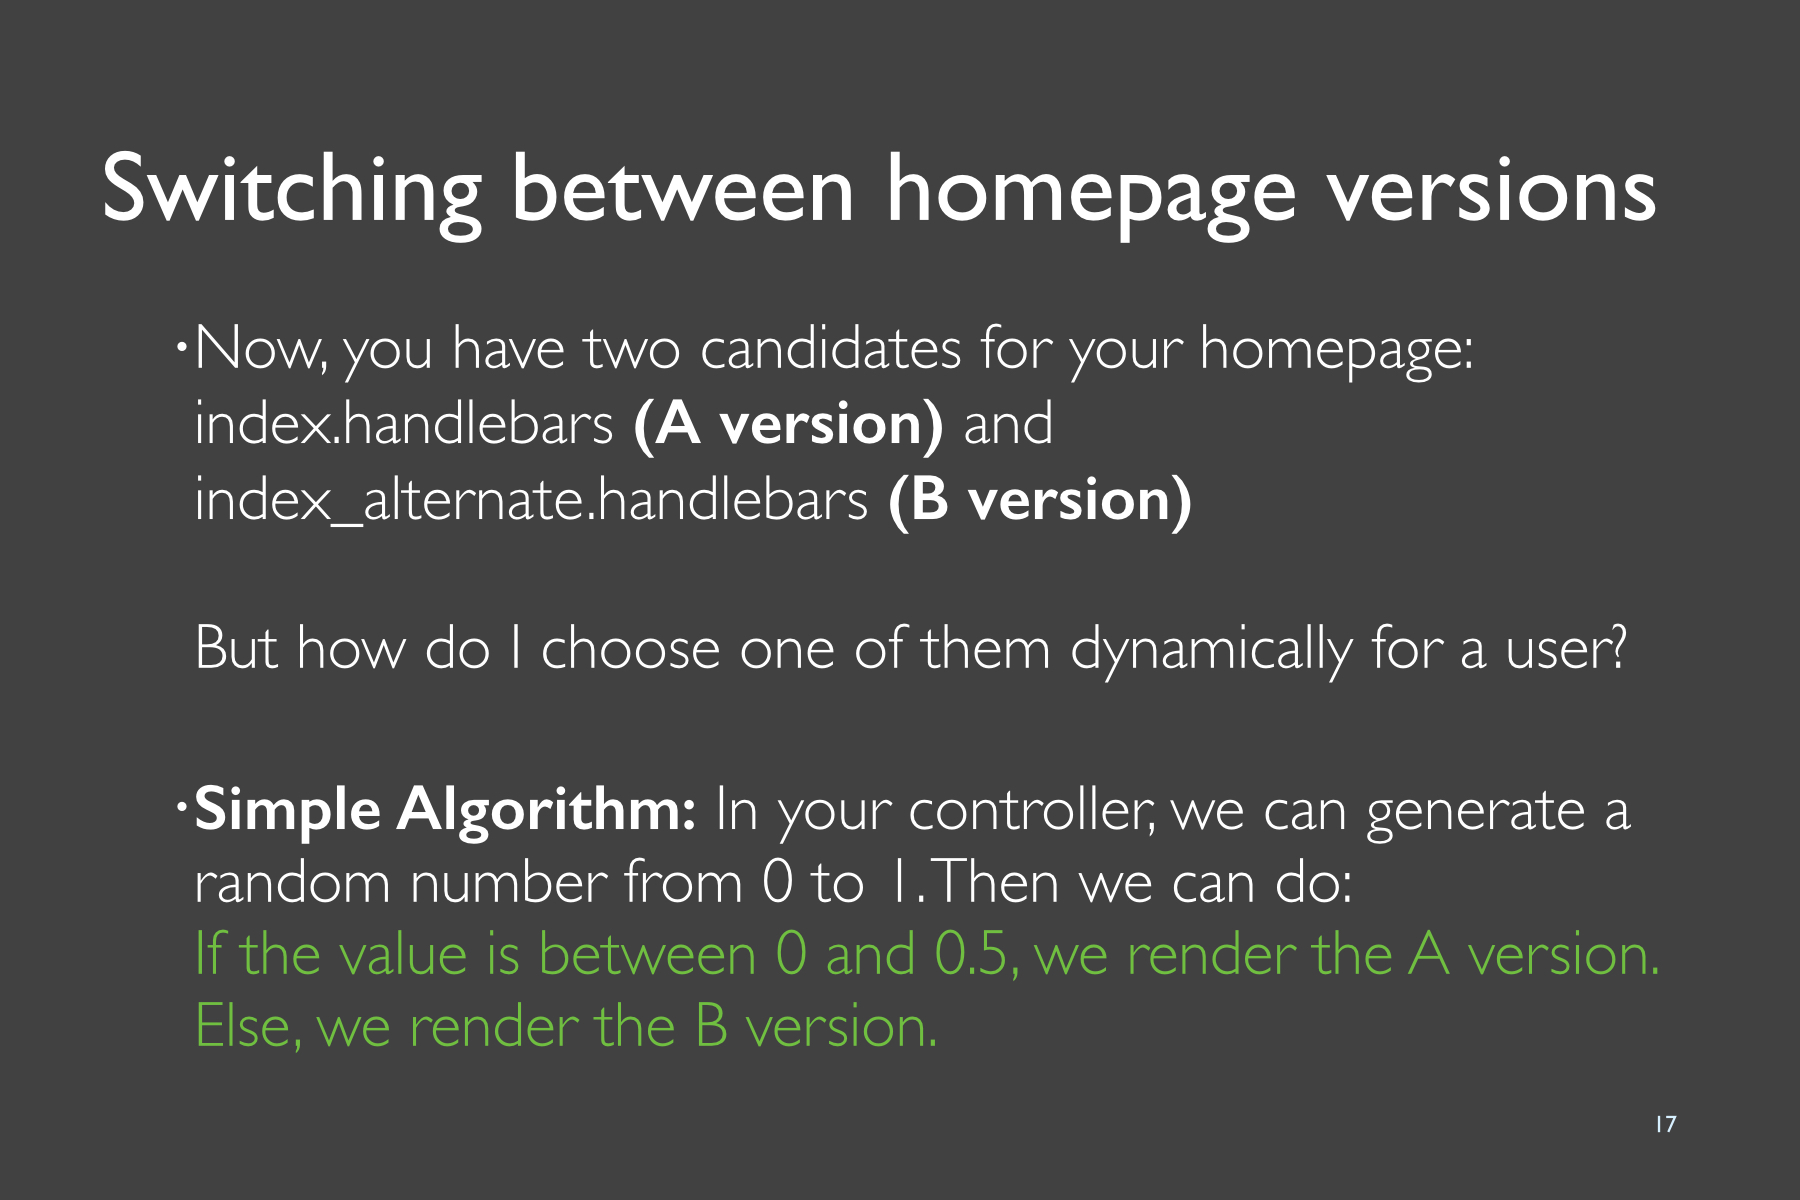 Switching between homepage versions
•Now, you have two candidates for your homepage:
index.handlebars (A version) and
index_alternate.handlebars (B version)
But how do I choose one of them dynamically for a user?
•Simple Algorithm: In your controller, we can generate a
random number from 0 to 1. Then we can do:
If the value is between 0 and 0.5, we render the A version.
Else, we render the B version.
17